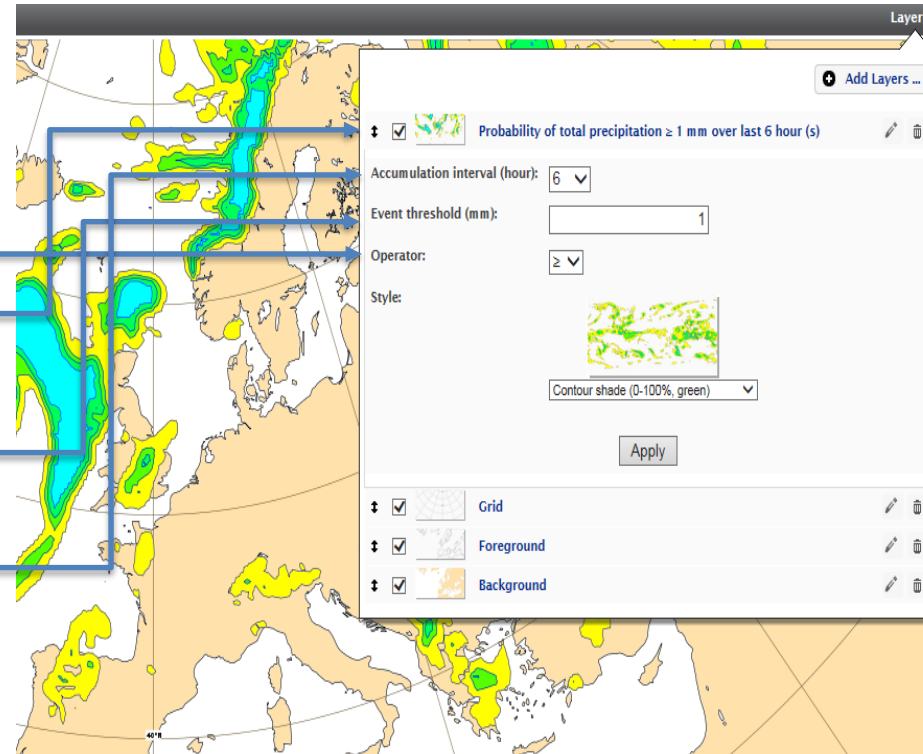 Layer
Add Layers ...
Probability of total precipitation ≥ 1 mm over last 6 hour (s)
Accumulation interval (hour): 6
Event threshold (mm): 1
Operator: ≥
Style:
Contour shade (0-100%, green)
Apply
Grid
Foreground
Background
40°N